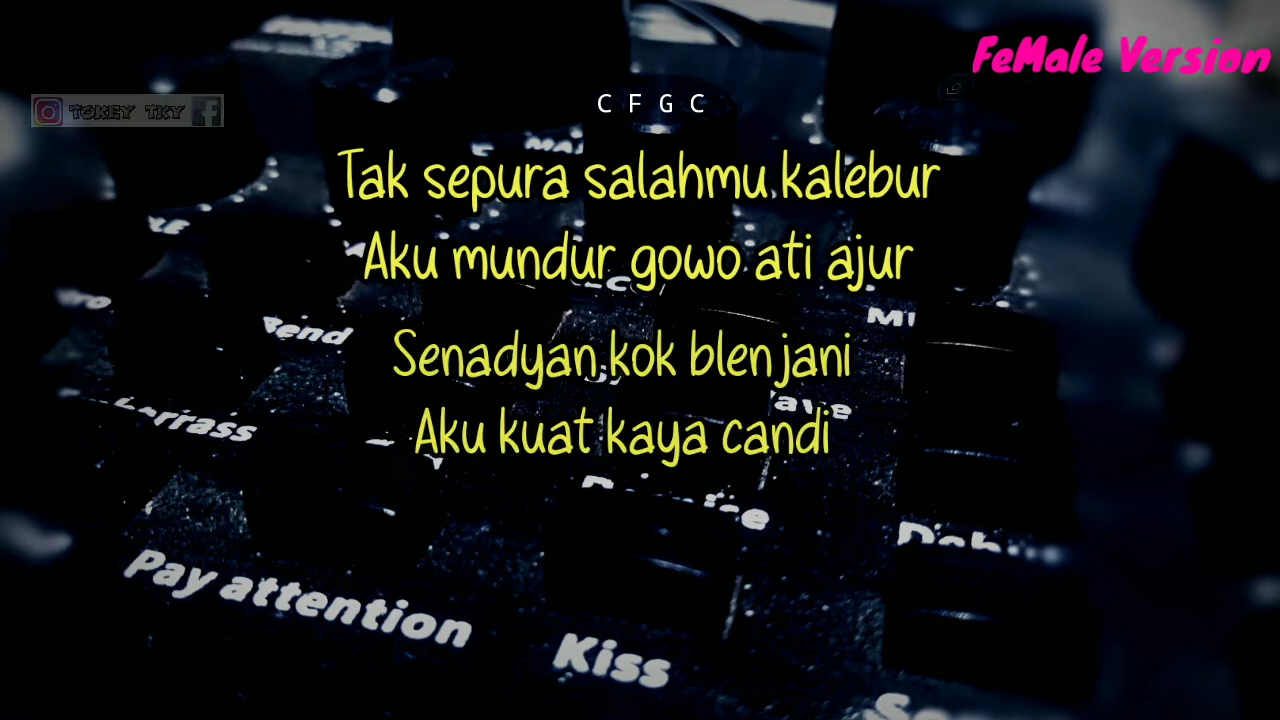 FeMale Version
TOKEY TKY
C F G C
Tak sepura salahmu kalebur
Aku mundur gowo ati ajur
Senadyan kok blenjani
Aku kuat kaya candi
Bend
Pay attention
Kiss